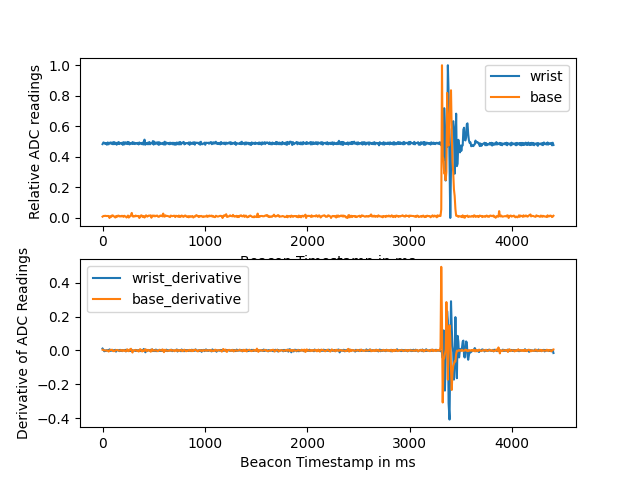 Relative ADC readings
1.0
0.8
0.6
0.4
0.2
0.0
wrist
base
0 1000 2000 3000 4000
Beacon Timestamp in ms
Derivative of ADC Readings
0.4
0.2
0.0
−0.2
−0.4
wrist_derivative
base_derivative
0 1000 2000 3000 4000
Beacon Timestamp in ms